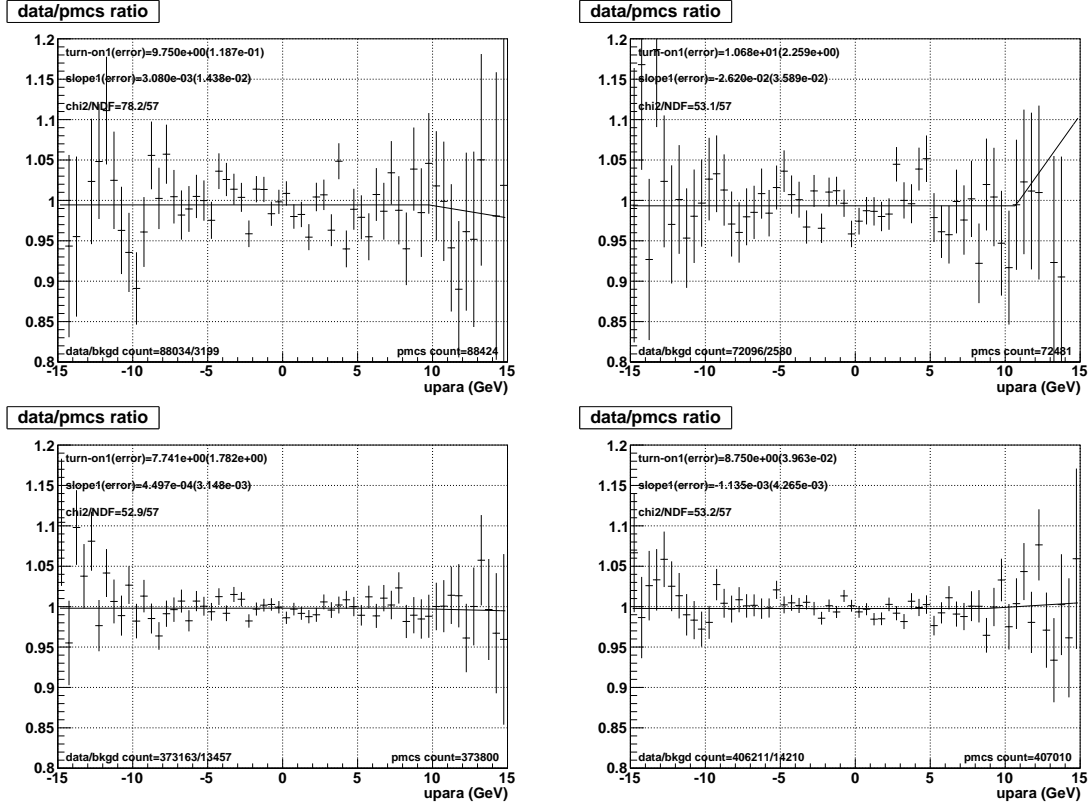 data/pmcs ratio
turn-on1(error)=9.750e+00(1.187e-01)
slope1(error)=3.080e-03(1.438e-02)
chi2/NDF=78.2/57
1.2
1.15
1.1
1.05
1
0.95
0.9
0.85
0.8
data/bkgd count=88034/3199
pmcs count=88424
-15 -10 -5 0 5 10 15
upara (GeV)
data/pmcs ratio
turn-on1(error)=1.068e+01(2.259e+00)
slope1(error)=-2.620e-02(3.589e-02)
chi2/NDF=53.1/57
1.2
1.15
1.1
1.05
1
0.95
0.9
0.85
0.8
data/bkgd count=72096/2580
pmcs count=72481
-15 -10 -5 0 5 10 15
upara (GeV)
data/pmcs ratio
turn-on1(error)=7.741e+00(1.782e+00)
slope1(error)=4.497e-04(3.148e-03)
chi2/NDF=52.9/57
1.2
1.15
1.1
1.05
1
0.95
0.9
0.85
0.8
data/bkgd count=373163/13457
pmcs count=373800
-15 -10 -5 0 5 10 15
upara (GeV)
data/pmcs ratio
turn-on1(error)=8.750e+00(3.963e-02)
slope1(error)=-1.135e-03(4.265e-03)
chi2/NDF=53.2/57
1.2
1.15
1.1
1.05
1
0.95
0.9
0.85
0.8
data/bkgd count=406211/14210
pmcs count=407010
-15 -10 -5 0 5 10 15
upara (GeV)